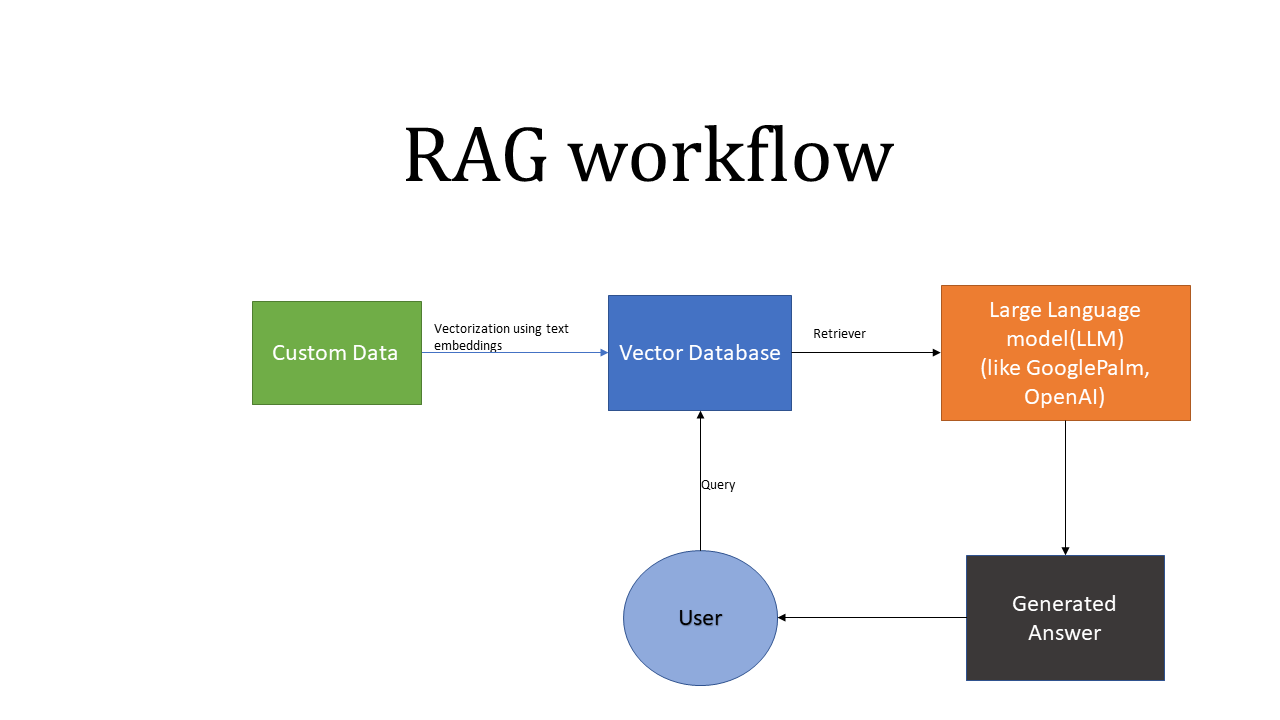 RAG workflow
Custom Data
Vectorization using text
embeddings
Vector Database
Retriever
Large Language
model(LLM)
(like GooglePalm,
OpenAI)
Query
User
Generated
Answer